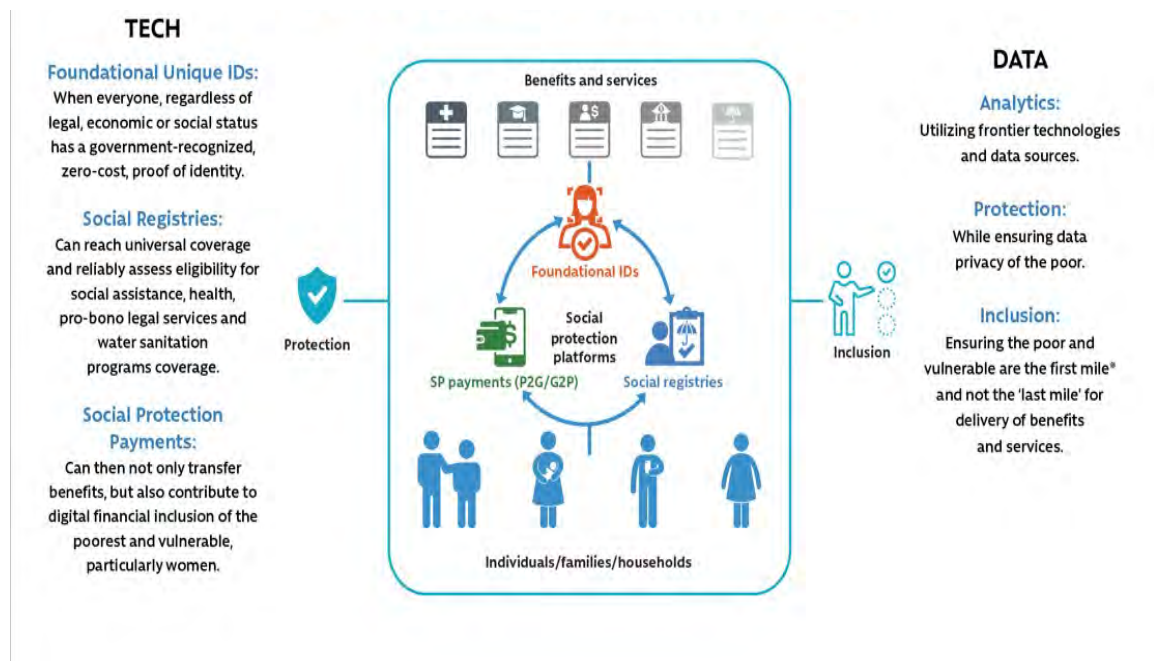 TECH
Foundational Unique IDs:
When everyone, regardless of
legal, economic or social status
has a government-recognized,
zero-cost, proof of identity.
Social Registries:
Can reach universal coverage
and reliably assess eligibility for
social assistance, health,
pro-bono legal services and
water sanitation
programs coverage.
Social Protection
Payments:
Can then not only transfer
benefits, but also contribute to
digital financial inclusion of the
poorest and vulnerable,
particularly women.
Protection
Benefits and services
$
Foundational IDs
$
Social
protection
platforms
SP payments (P2G/G2P)
Social registries
Individuals/families/households
Inclusion
DATA
Analytics:
Utilizing frontier technologies
and data sources.
Protection:
While ensuring data
privacy of the poor.
Inclusion:
Ensuring the poor and
vulnerable are the first mile*
and not the ‘last mile’ for
delivery of benefits
and services.